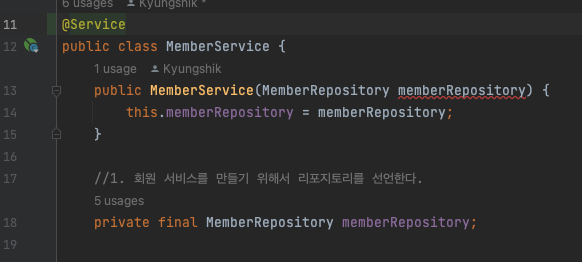 6 usages Kyungshik *
11 @Service
12 public class MemberService {
1 usage Kyungshik
13 public MemberService(MemberRepository memberRepository) {
14 this.memberRepository = memberRepository;
15 }
16
17 //1. 회원 서비스를 만들기 위해서 리포지토리를 선언한다.
5 usages
18 private final MemberRepository memberRepository;
19